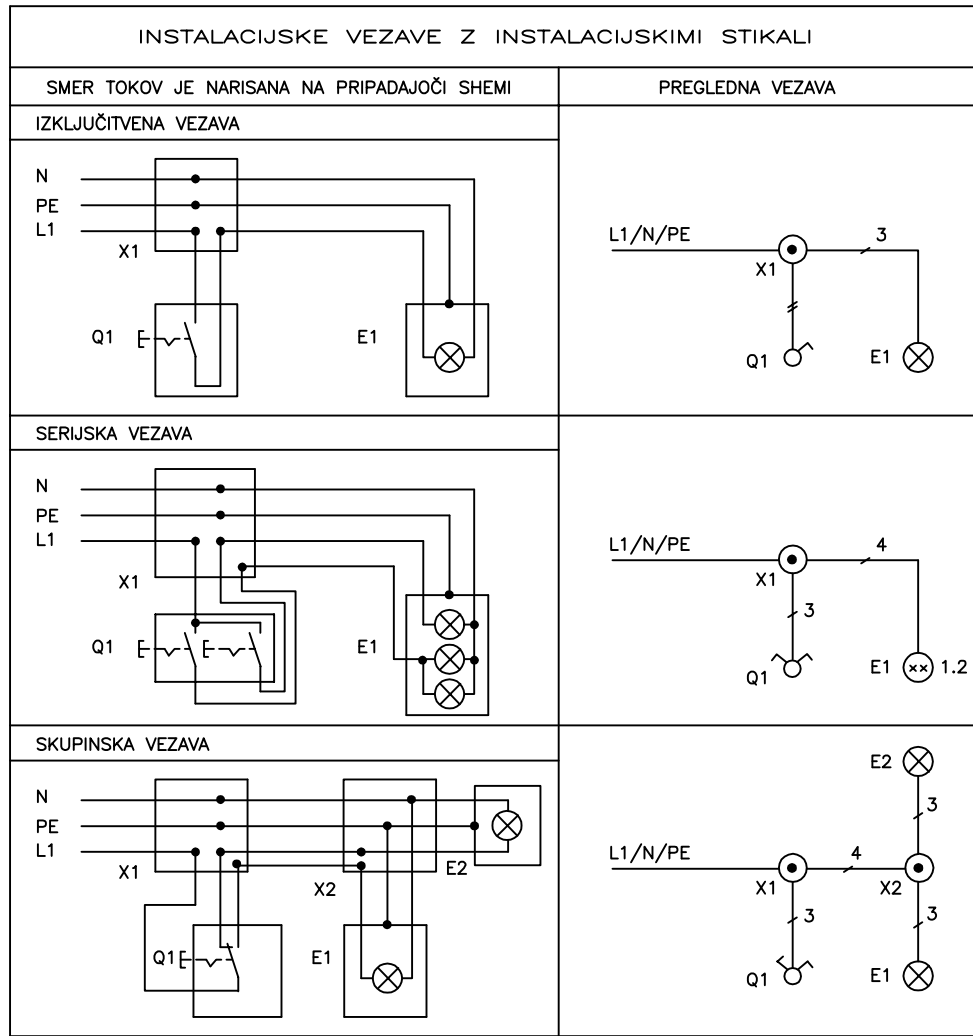 INSTALACIJSKE VEZAVE Z INSTALACIJSKIMI STIKALI
SMER TOKOV JE NARISANA NA PRIPADAJOČI SHEMI
PREGLEDNA VEZAVA
IZKLJUČITVENA VEZAVA
N
PE
L1
X1
Q1
E1
L1/N/PE
3
X1
Q1
E1
SERIJSKA VEZAVA
N
PE
L1
X1
Q1
E1
L1/N/PE
4
X1
3
Q1
E1
1.2
SKUPINSKA VEZAVA
N
PE
L1
X1
X2
E2
Q1
E1
E2
3
L1/N/PE
4
X1
X2
3
3
Q1
E1